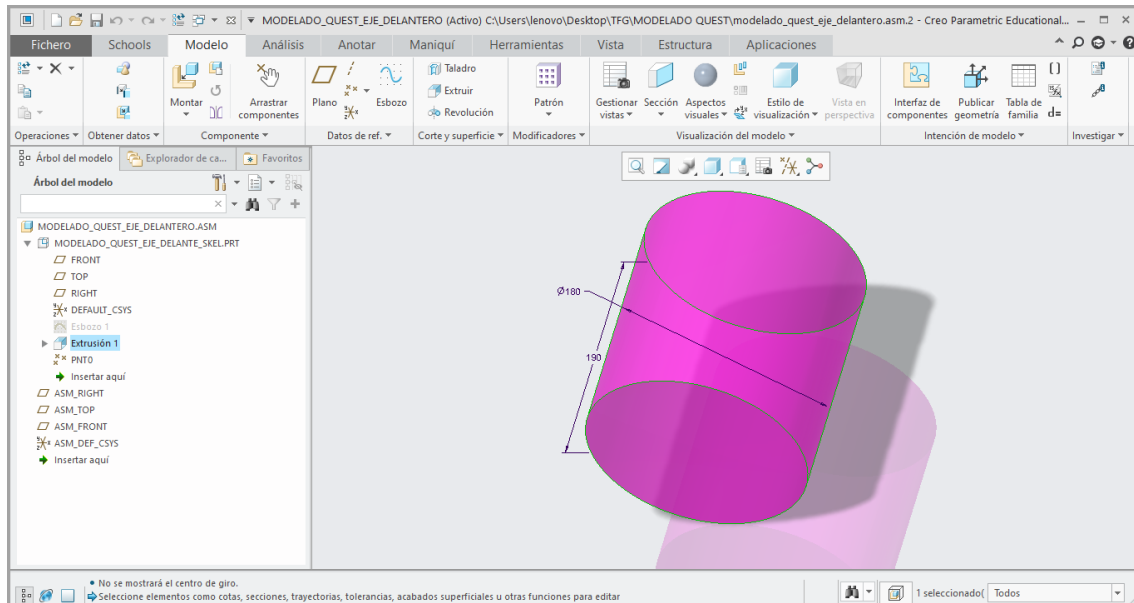 MODELADO_QUEST_EJE_DELANTERO (Activo) C:\Users\lenovo\Desktop\TFG\MODELADO QUEST\modelado_quest_eje_delantero.asm.2 - Creo Parametric Educational...
Fichero Schools Modelo Análisis Anotar Maniquí Herramientas Vista Estructura Aplicaciones
Montar
Arrastrar componentes
Plano
Esbozo
Taladro
Extruir
Revolución
Patrón
Gestionar vistas
Sección
Aspectos visuales
Estilo de visualización
Vista en perspectiva
Interfaz de componentes
Publicar geometría
Tabla de familia
d=
Operaciones Obtener datos Componente Datos de ref. Corte y superficie Modificadores Visualización del modelo Intención de modelo Investigar
Árbol del modelo Explorador de ca... Favoritos
Árbol del modelo
MODELADO_QUEST_EJE_DELANTERO.ASM
MODELADO_QUEST_EJE_DELANTE_SKEL.PRT
FRONT
TOP
RIGHT
DEFAULT_CSYS
Esbozo 1
Extrusión 1
PNT0
Insertar aquí
ASM_RIGHT
ASM_TOP
ASM_FRONT
ASM_DEF_CSYS
Insertar aquí
Ø180
190
No se mostrará el centro de giro.
Seleccione elementos como cotas, secciones, trayectorias, tolerancias, acabados superficiales u otras funciones para editar
1 seleccionado( Todos